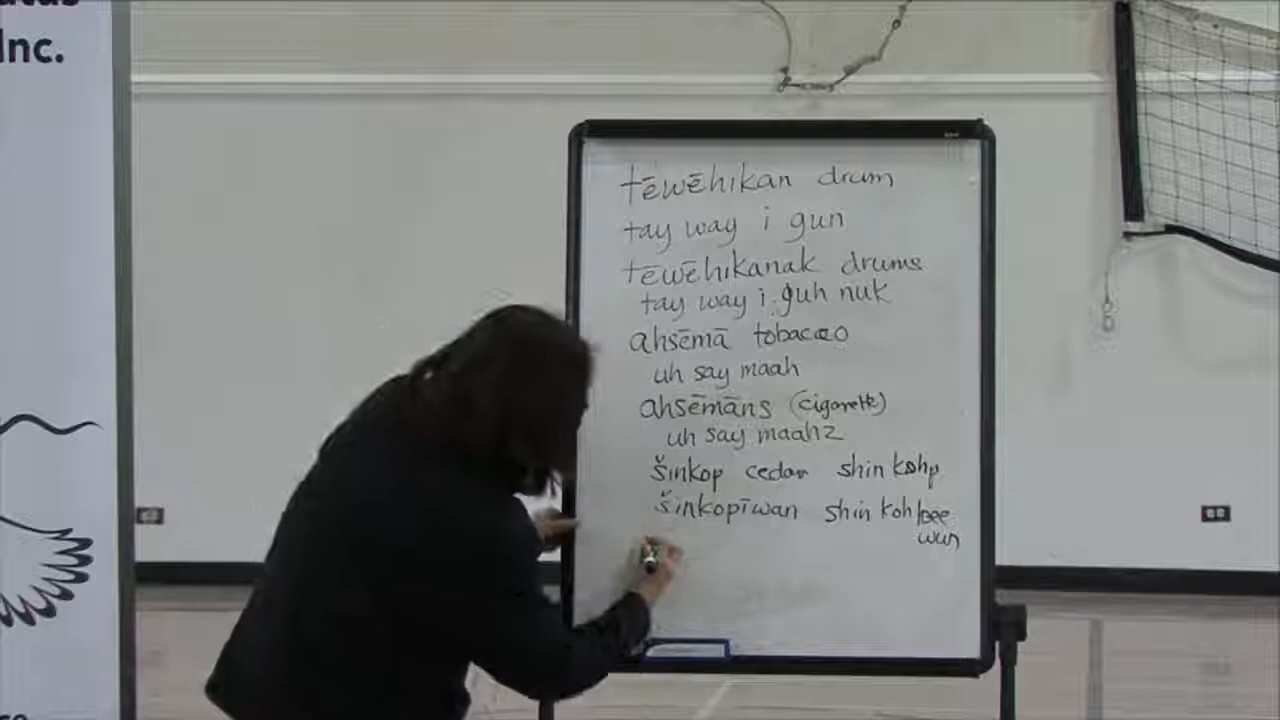 Inc.
tēwēhikan drum
tay way i gun
tēwēhikanak drums
tay way i guh nuk
ahsēmā tobacco
uh say maah
ahsēmāns (cigarette)
uh say maahz
šinkop cedar shin kohp
šinkopīwan shin koh pee
wun